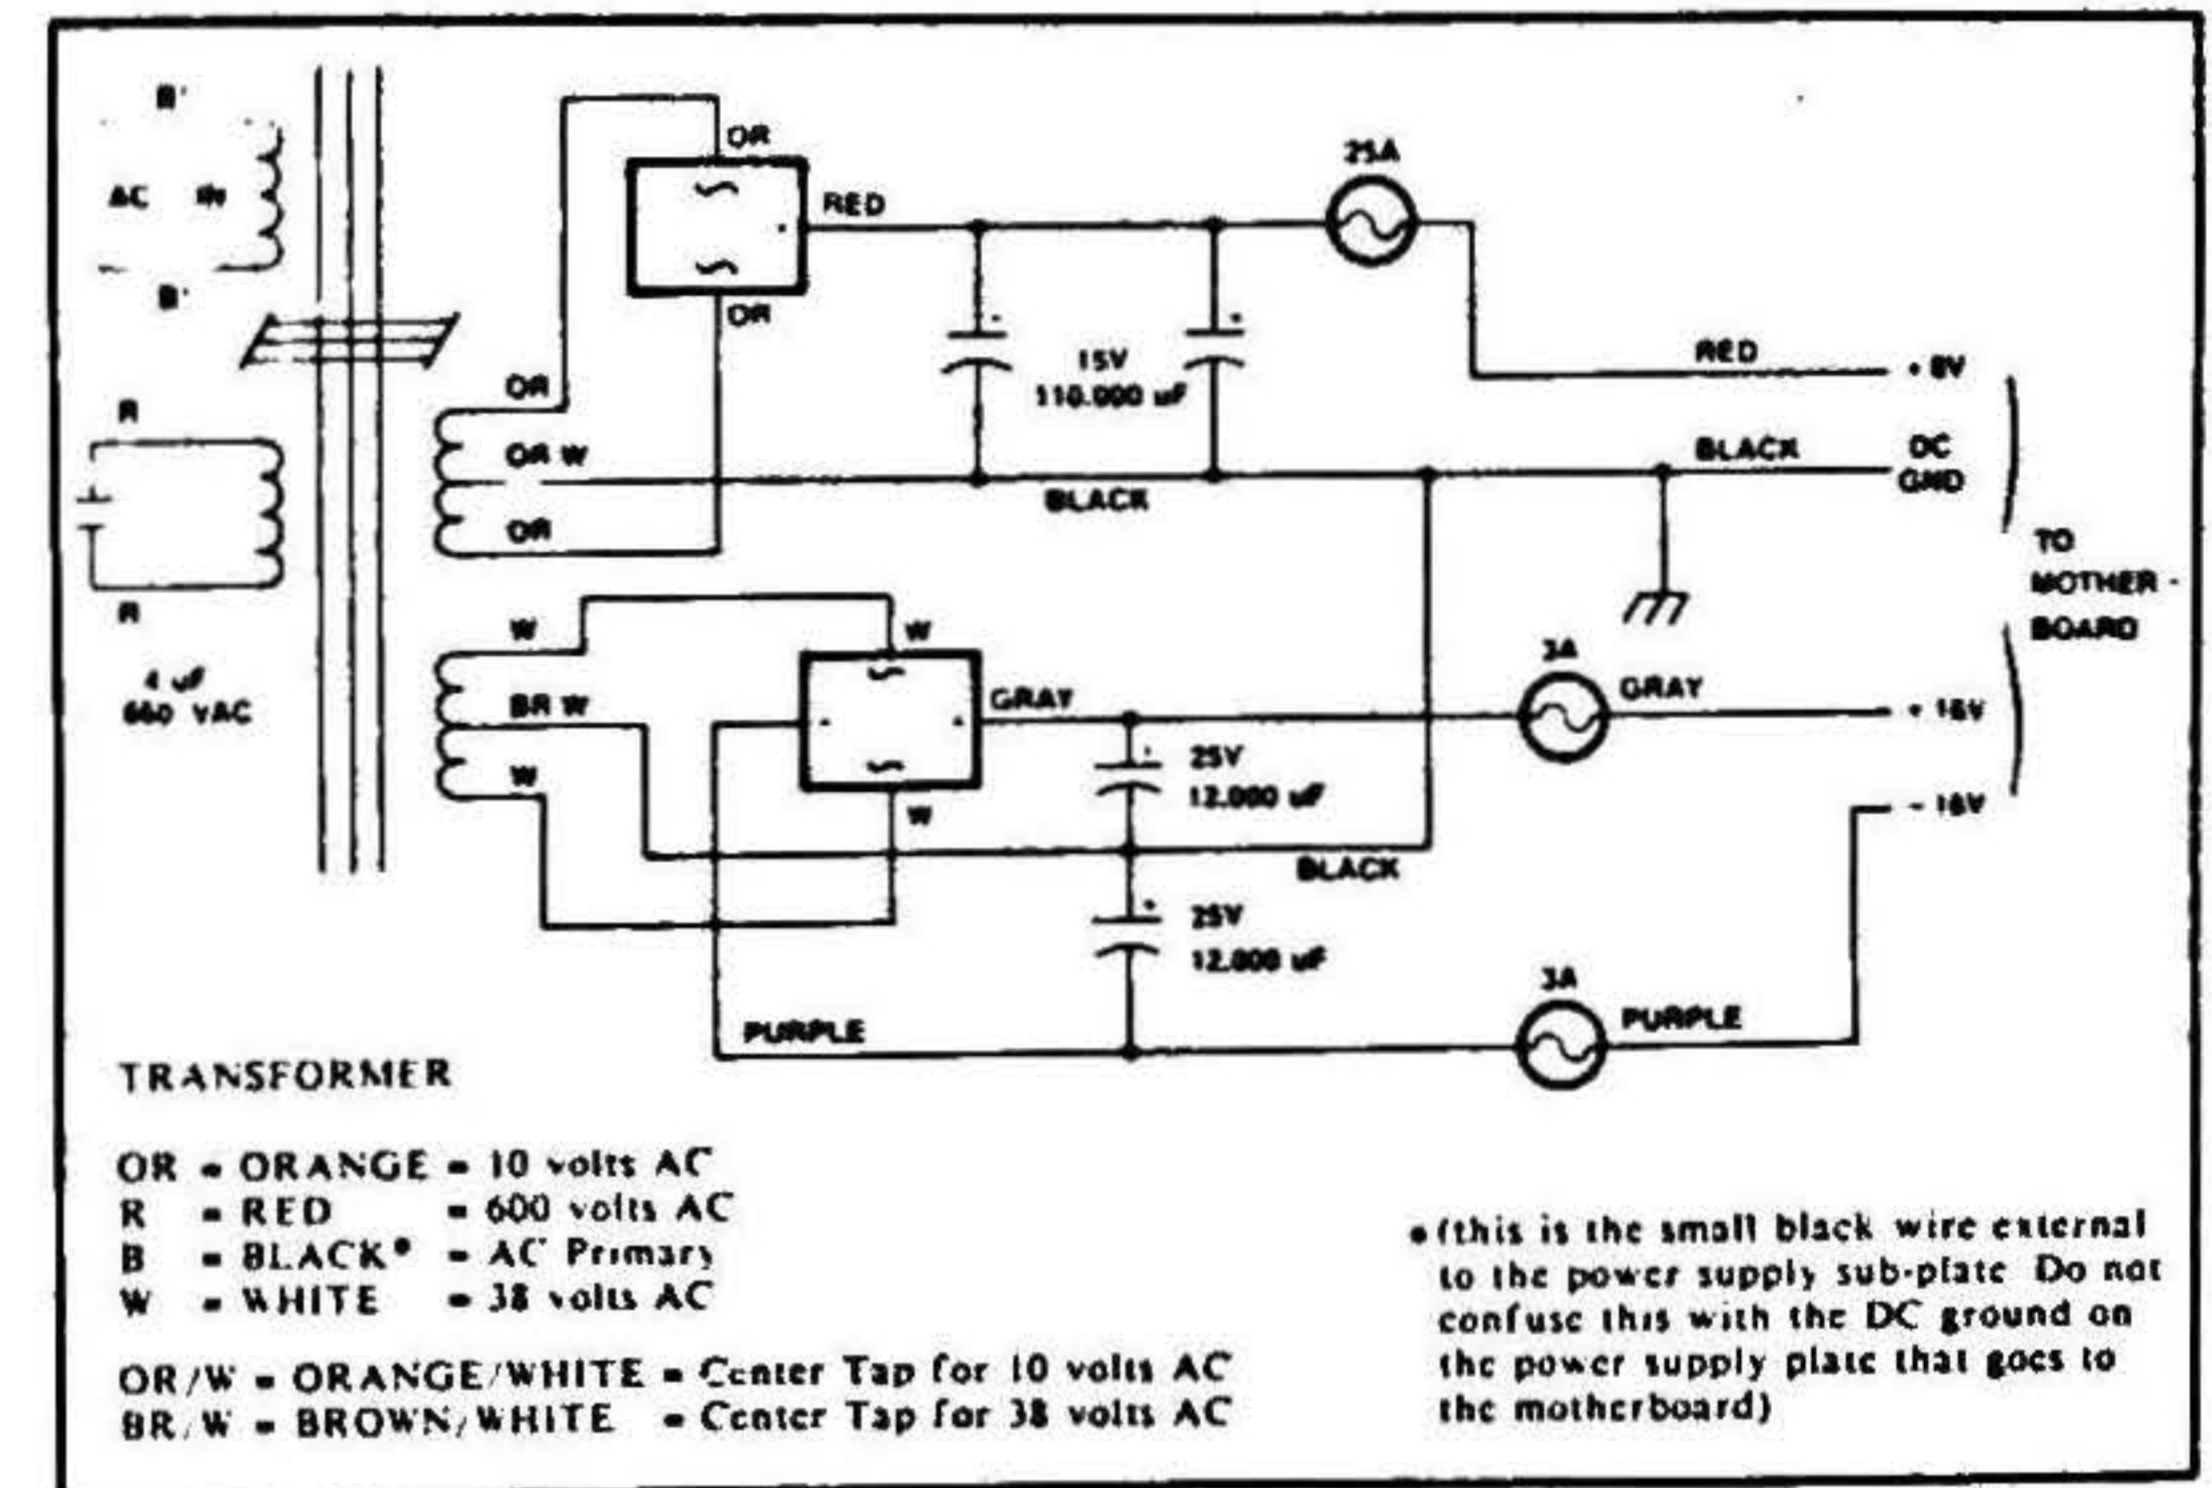 B'
AC IN
B'
R
R
4 uF
660 VAC
OR
OR W
OR
W
BR W
W
OR
OR
RED
15V
110.000 uF
25A
BLACK
RED
+ 8V
BLACK
DC
GND
TO
MOTHER -
BOARD
W
W
GRAY
25V
12.000 uF
BLACK
25V
12.000 uF
3A
GRAY
+ 16V
- 16V
PURPLE
3A
PURPLE
TRANSFORMER
OR = ORANGE = 10 volts AC
R = RED = 600 volts AC
B = BLACK* = AC Primary
W = WHITE = 38 volts AC
OR/W = ORANGE/WHITE = Center Tap for 10 volts AC
BR/W = BROWN/WHITE = Center Tap for 38 volts AC
*(this is the small black wire external
to the power supply sub-plate Do not
confuse this with the DC ground on
the power supply plate that goes to
the motherboard)